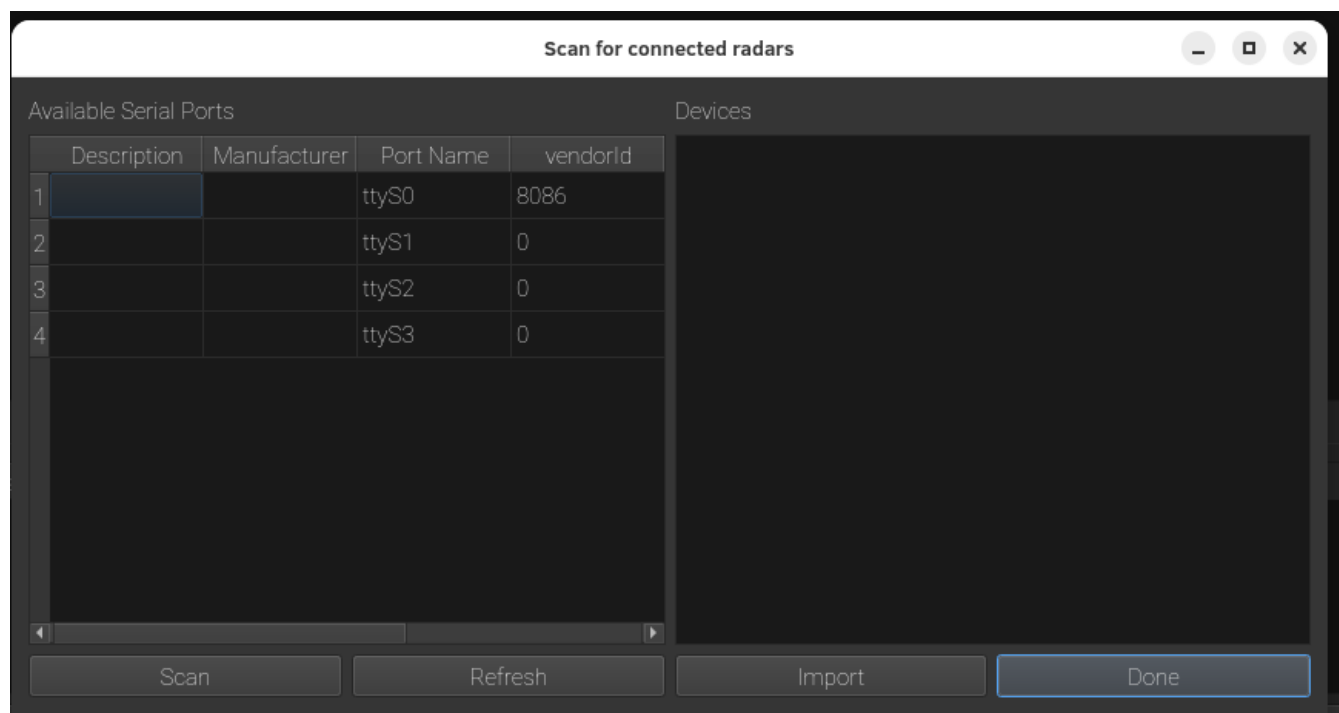 Scan for connected radars
Available Serial Ports
Devices
Description Manufacturer Port Name vendorId
1 ttyS0 8086
2 ttyS1 0
3 ttyS2 0
4 ttyS3 0
Scan Refresh Import Done